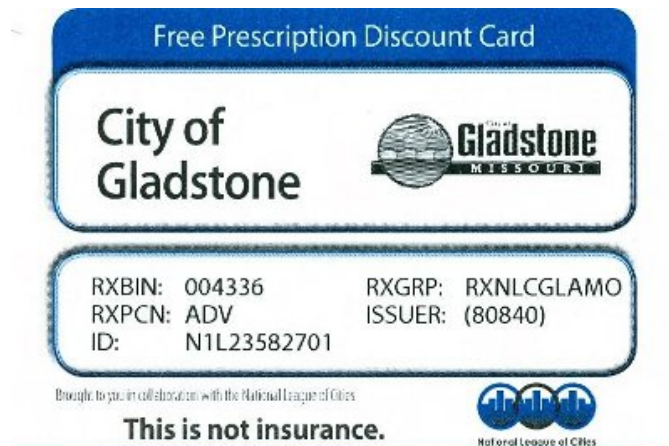 Free Prescription Discount Card
City of
Gladstone
City of
Gladstone
MISSOURI
RXBIN: 004336 RXGRP: RXNLCGLAMO
RXPCN: ADV ISSUER: (80840)
ID: N1L23582701
Brought to you in collaboration with the National League of Cities
This is not insurance.
National League of Cities